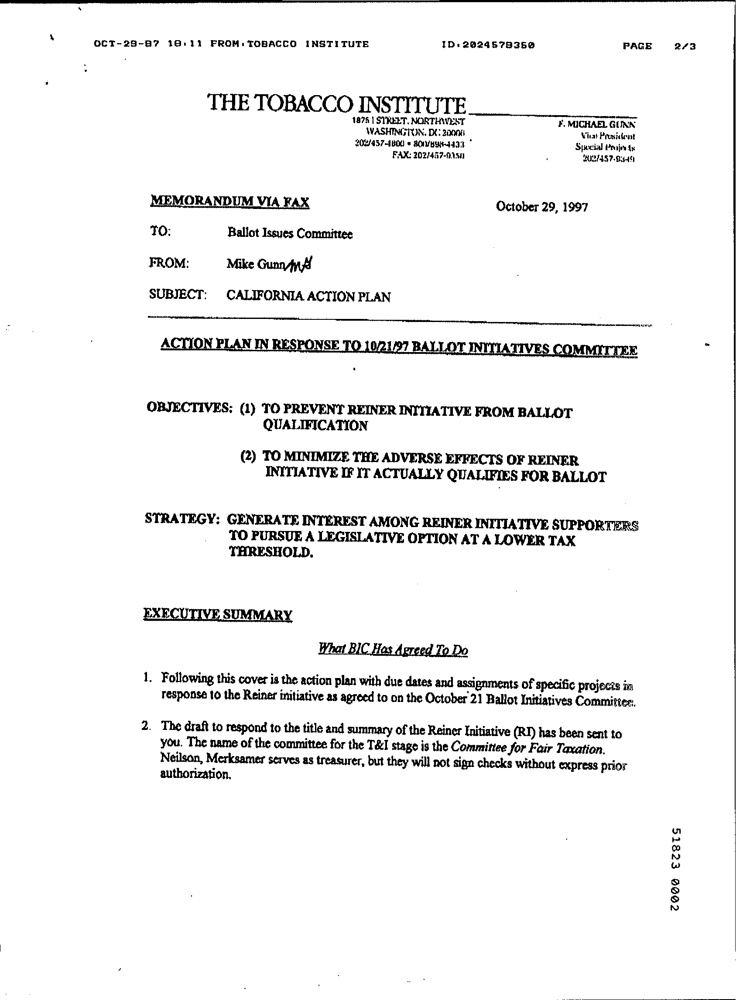 OCT-29-97 18:11 FROM:TOBACCO INSTITUTE ID:2024579350 PAGE 2/3
THE TOBACCO INSTITUTE
1875 I STREET, NORTHWEST
WASHINGTON, DC 20006
202/457-4800 • 800/898-4433
FAX: 202/457-9350
F. MICHAEL GUNN
Vice President
Special Projects
202/457-9349
MEMORANDUM VIA FAX
October 29, 1997
TO: Ballot Issues Committee
FROM: Mike Gunn
SUBJECT: CALIFORNIA ACTION PLAN
ACTION PLAN IN RESPONSE TO 10/21/97 BALLOT INITIATIVES COMMITTEE
OBJECTIVES: (1) TO PREVENT REINER INITIATIVE FROM BALLOT
QUALIFICATION
(2) TO MINIMIZE THE ADVERSE EFFECTS OF REINER
INITIATIVE IF IT ACTUALLY QUALIFIES FOR BALLOT
STRATEGY: GENERATE INTEREST AMONG REINER INITIATIVE SUPPORTERS
TO PURSUE A LEGISLATIVE OPTION AT A LOWER TAX
THRESHOLD.
EXECUTIVE SUMMARY
What BIC Has Agreed To Do
1. Following this cover is the action plan with due dates and assignments of specific projects in
response to the Reiner initiative as agreed to on the October 21 Ballot Initiatives Committee.
2. The draft to respond to the title and summary of the Reiner Initiative (RI) has been sent to
you. The name of the committee for the T&I stage is the Committee for Fair Taxation.
Neilson, Merksamer serves as treasurer, but they will not sign checks without express prior
authorization.
51823 0002